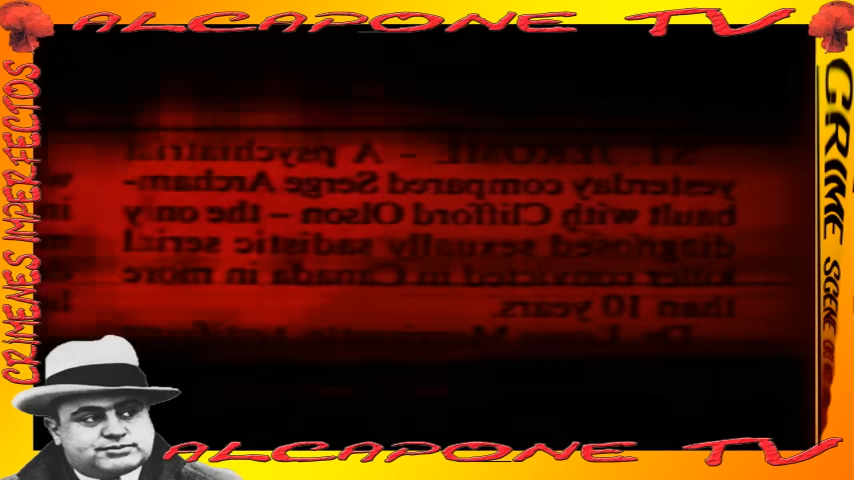 ALCAPONE TV
CRIMENES IMPERFECTOS
CRIME SCENE
ST. JEROME - A psychiatrist
yesterday compared Serge Archam-
bault with Clifford Olson – the only
diagnosed sexually sadistic serial
killer convicted in Canada in more
than 10 years.
ALCAPONE TV